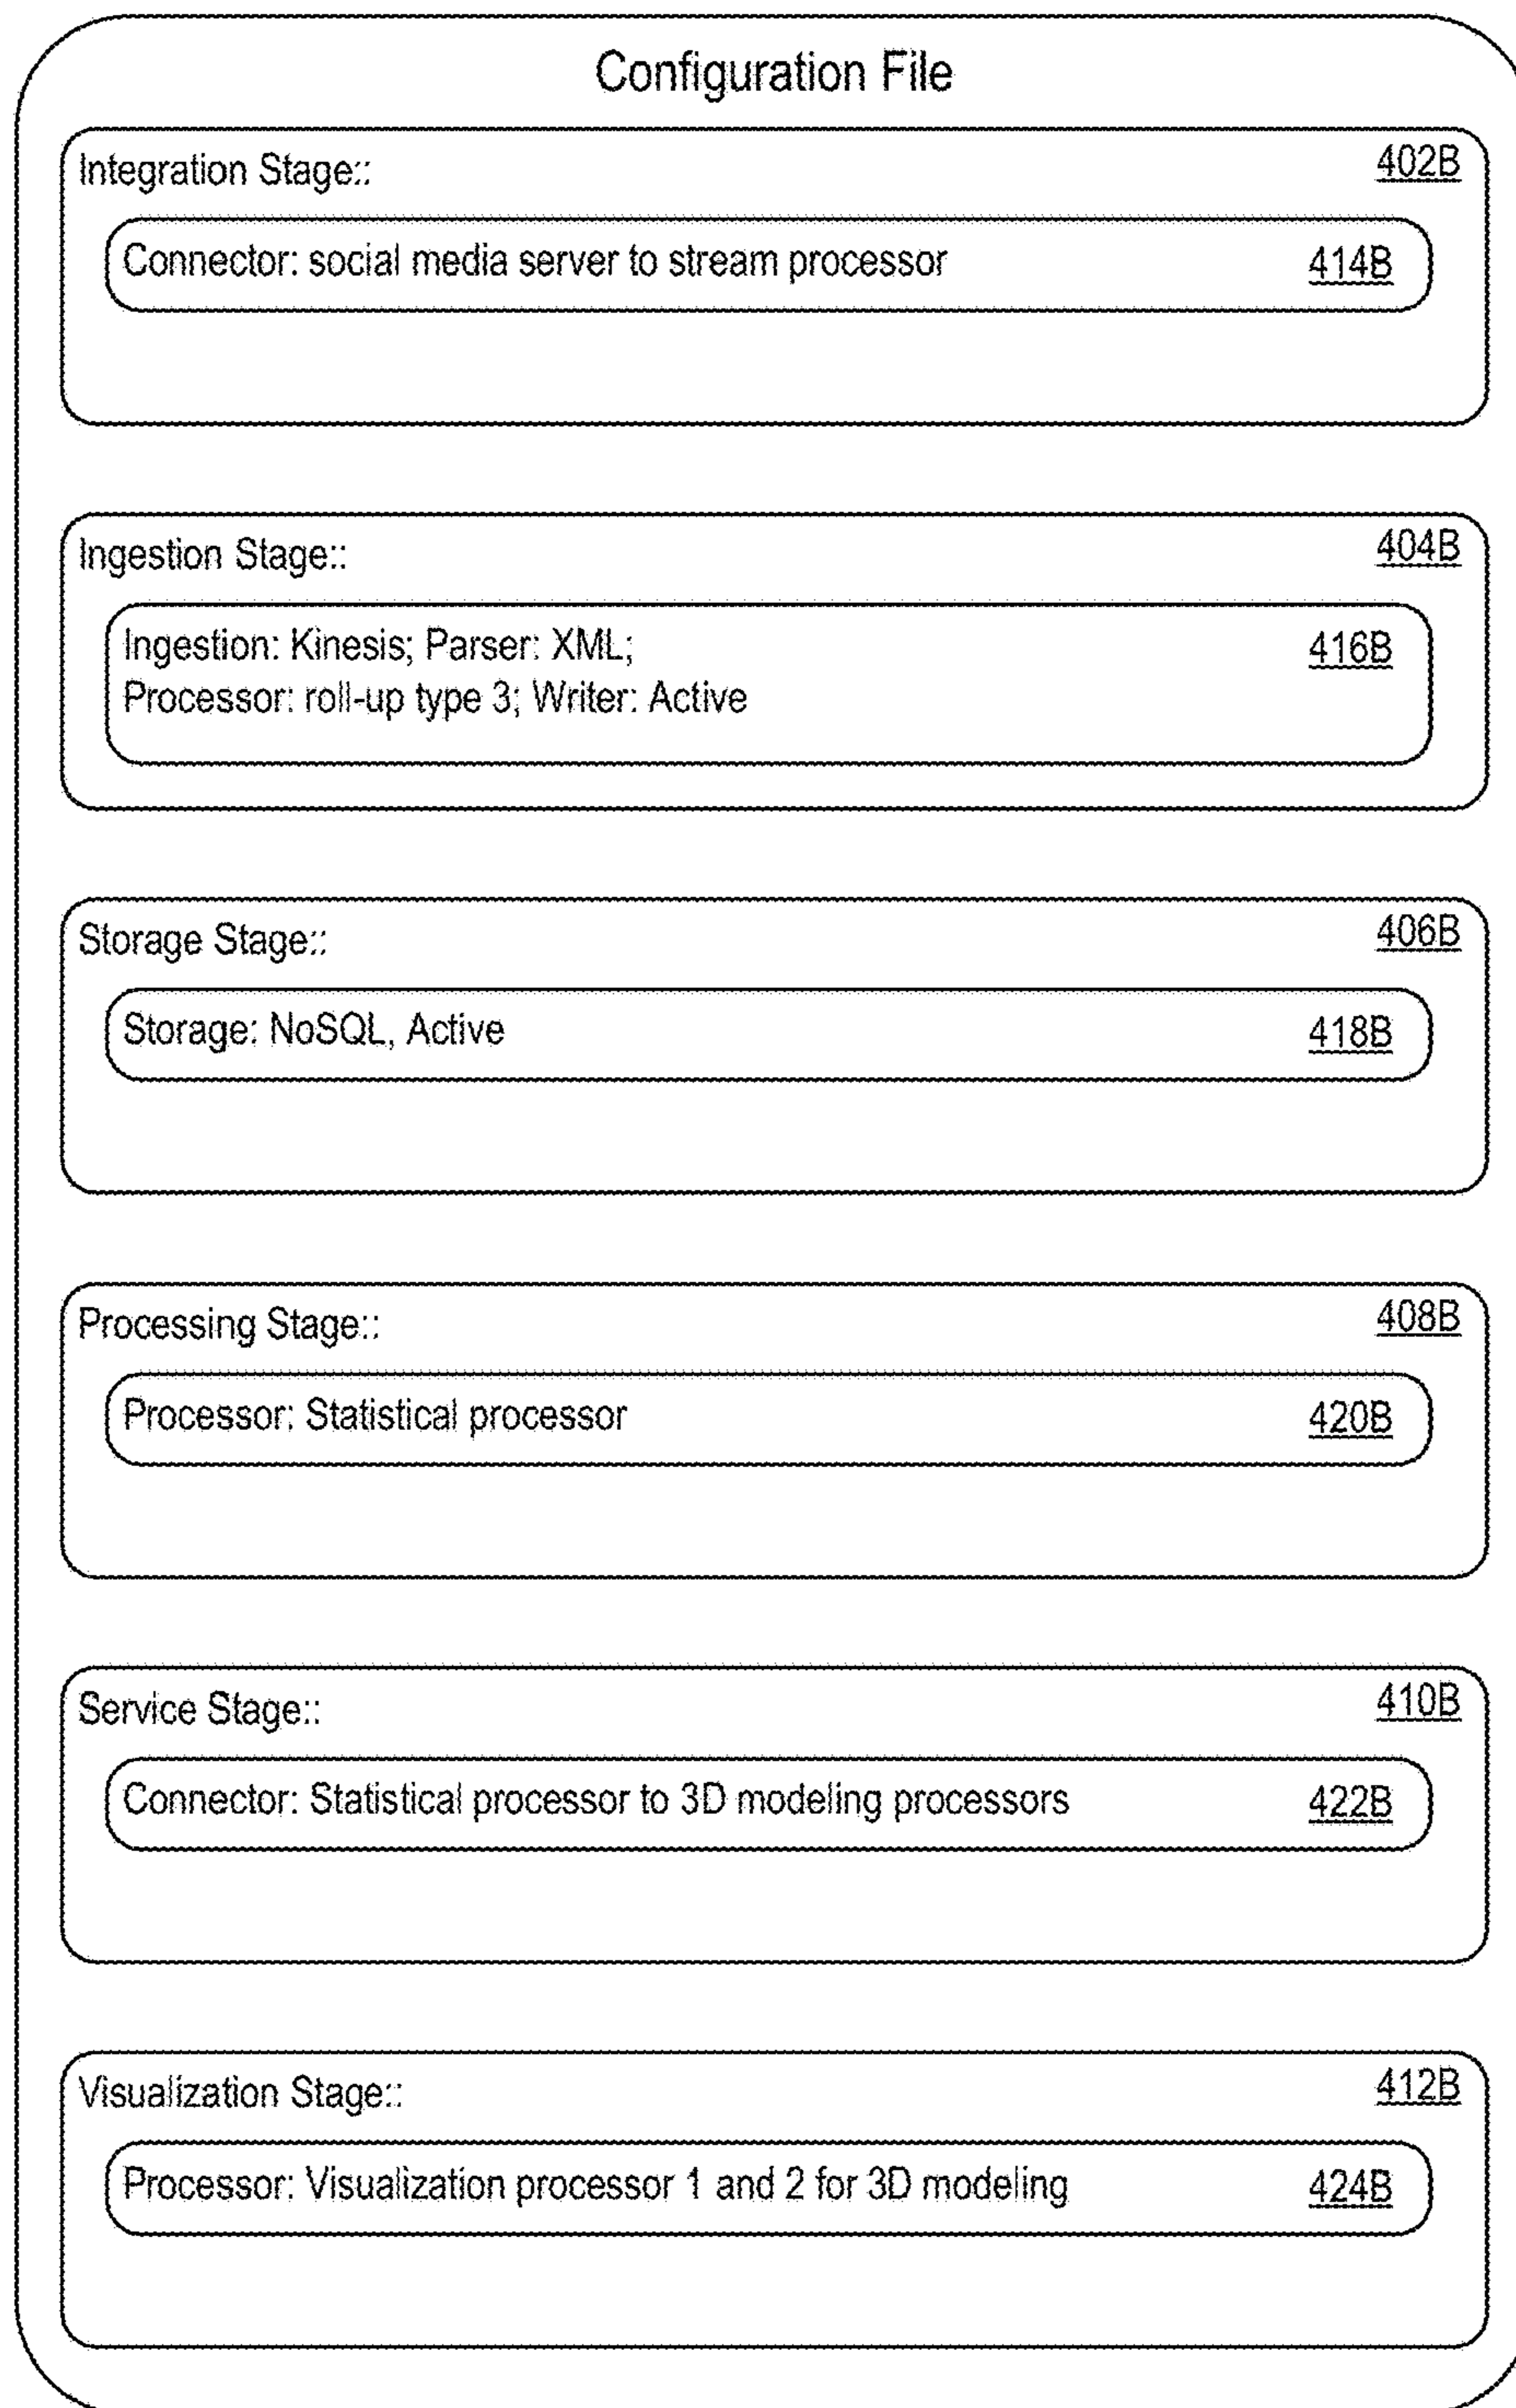 Configuration File
Integration Stage:: 402B
Connector: social media server to stream processor 414B
Ingestion Stage:: 404B
Ingestion: Kinesis; Parser: XML; 416B
Processor: roll-up type 3; Writer: Active
Storage Stage:: 406B
Storage: NoSQL, Active 418B
Processing Stage:: 408B
Processor: Statistical processor 420B
Service Stage:: 410B
Connector: Statistical processor to 3D modeling processors 422B
Visualization Stage:: 412B
Processor: Visualization processor 1 and 2 for 3D modeling 424B